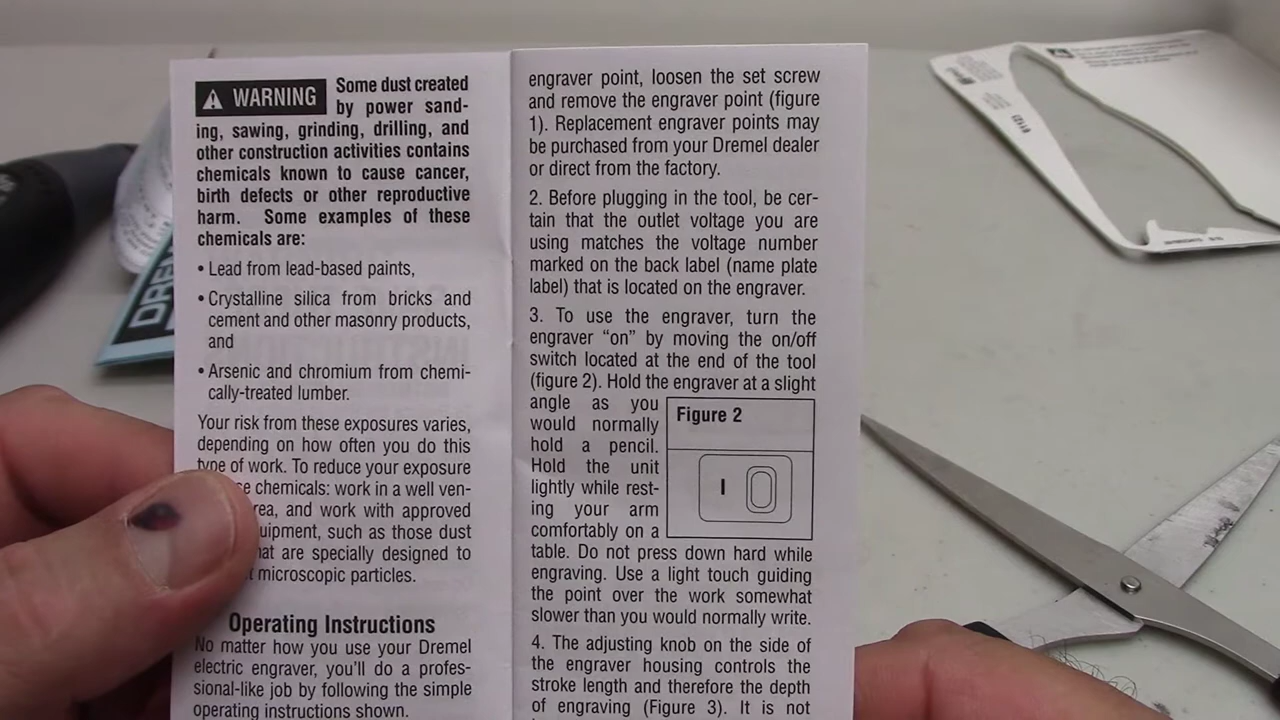 WARNING Some dust created
by power sand-
ing, sawing, grinding, drilling, and
other construction activities contains
chemicals known to cause cancer,
birth defects or other reproductive
harm. Some examples of these
chemicals are:
• Lead from lead-based paints,
• Crystalline silica from bricks and
cement and other masonry products,
and
• Arsenic and chromium from chemi-
cally-treated lumber.
Your risk from these exposures varies,
depending on how often you do this
type of work. To reduce your exposure
chemicals: work in a well ven-
and work with approved
such as those dust
are specially designed to
microscopic particles.
Operating Instructions
No matter how you use your Dremel
electric engraver, you'll do a profes-
sional-like job by following the simple
operating instructions shown.
engraver point, loosen the set screw
and remove the engraver point (figure
1). Replacement engraver points may
be purchased from your Dremel dealer
or direct from the factory.
2. Before plugging in the tool, be cer-
tain that the outlet voltage you are
using matches the voltage number
marked on the back label (name plate
label) that is located on the engraver.
3. To use the engraver, turn the
engraver “on” by moving the on/off
switch located at the end of the tool
(figure 2). Hold the engraver at a slight
angle as you
would normally
hold a pencil.
Hold the unit
lightly while rest-
ing your arm
comfortably on a
table. Do not press down hard while
engraving. Use a light touch guiding
the point over the work somewhat
slower than you would normally write.
4. The adjusting knob on the side of
the engraver housing controls the
stroke length and therefore the depth
of engraving (Figure 3). It is not
Figure 2
I